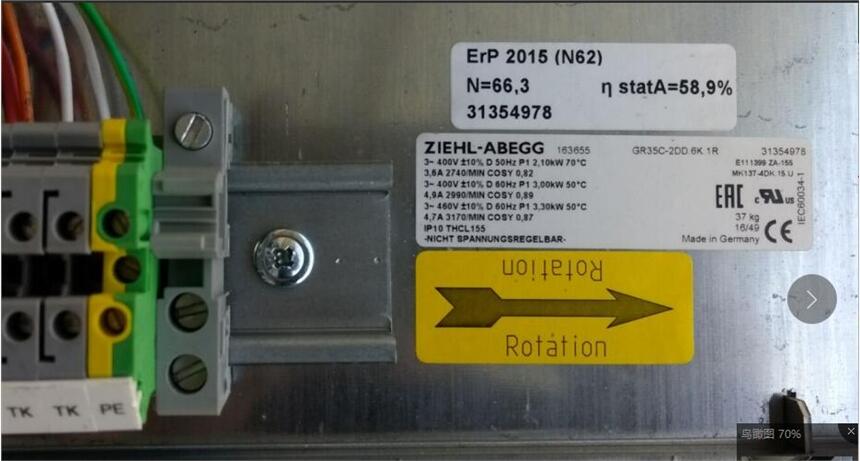 ErP 2015 (N62)
N=66,3 η statA=58,9%
31354978
ZIEHL-ABEGG 163655 GR35C-2DD.6K.1R 31354978
3~ 400V ±10% D 50Hz P1 2,10kW 70°C E111399 ZA-155
3,6A 2740/MIN COSY 0,82 MK137-4DK.15.U
3~ 400V ±10% D 60Hz P1 3,00kW 50°C
4,9A 2990/MIN COSY 0,89
3~ 460V ±10% D 60Hz P1 3,30kW 50°C
4,7A 3170/MIN COSY 0,87
IP10 THCL155
-NICHT SPANNUNGSREGELBAR-
EAC c RU US
IEC60034-1
37 kg
16/49 CE
Made in Germany
Rotation
Rotation
TK TK PE
鸟瞰图 70%